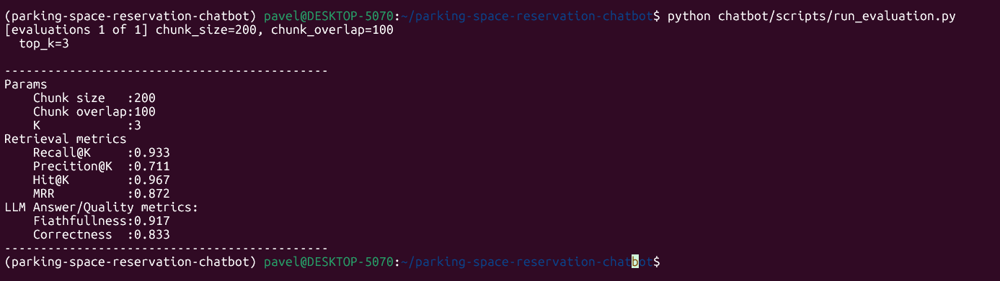 (parking-space-reservation-chatbot) pavel@DESKTOP-5070:~/parking-space-reservation-chatbot$ python chatbot/scripts/run_evaluation.py
[evaluations 1 of 1] chunk_size=200, chunk_overlap=100
  top_k=3
---------------------------------------------
Params
    Chunk size   :200
    Chunk overlap:100
    K            :3
Retrieval metrics
    Recall@K     :0.933
    Precition@K  :0.711
    Hit@K        :0.967
    MRR          :0.872
LLM Answer/Quality metrics:
    Fiathfullness:0.917
    Correctness  :0.833
---------------------------------------------
(parking-space-reservation-chatbot) pavel@DESKTOP-5070:~/parking-space-reservation-chatbot$